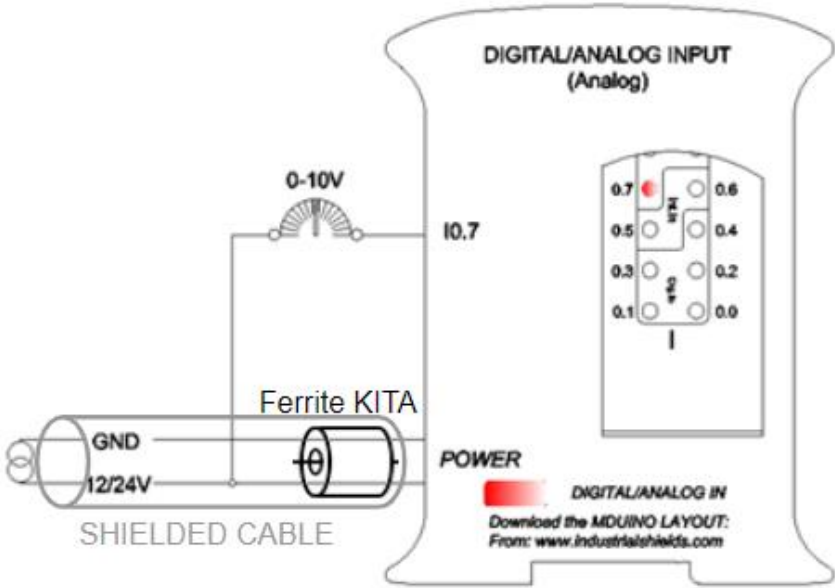 DIGITAL/ANALOG INPUT
(Analog)
0-10V
I0.7
0.7
0.6
0.5
0.4
0.3
0.2
0.1
0.0
I
Ferrite KITA
GND
12/24V
SHIELDED CABLE
POWER
DIGITAL/ANALOG IN
Download the MDUINO LAYOUT:
From: www.industrialshields.com